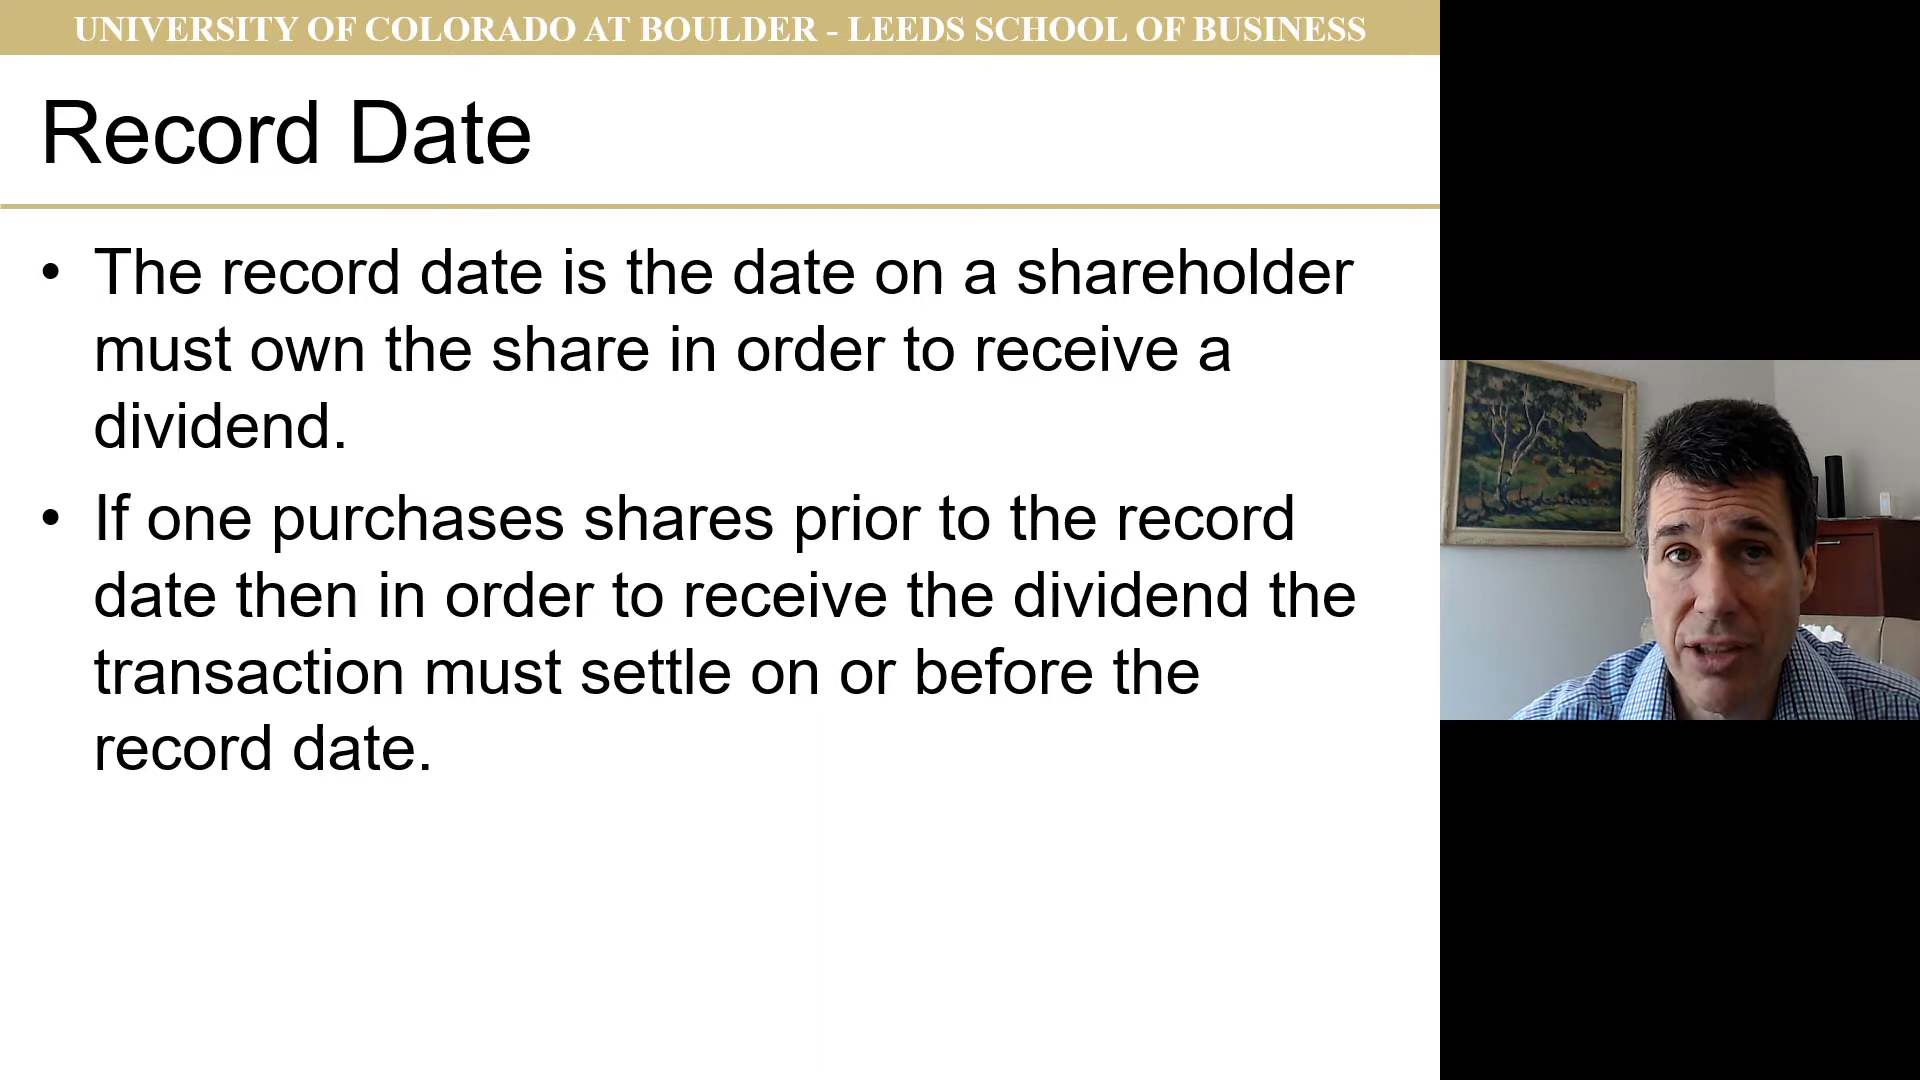 UNIVERSITY OF COLORADO AT BOULDER - LEEDS SCHOOL OF BUSINESS
Record Date
• The record date is the date on a shareholder
must own the share in order to receive a
dividend.
• If one purchases shares prior to the record
date then in order to receive the dividend the
transaction must settle on or before the
record date.